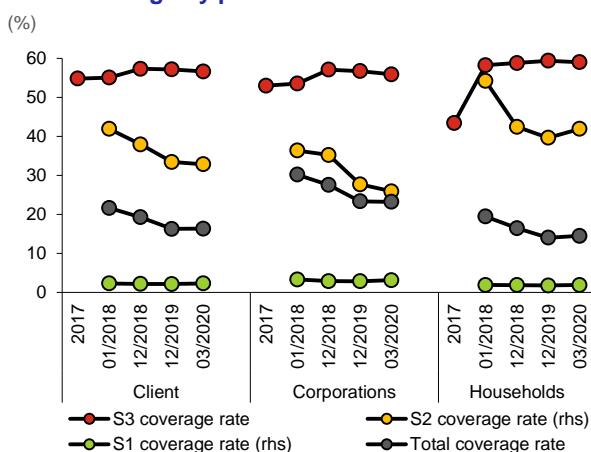 (%)
60
50
40
30
20
10
0
2017 01/2018 12/2018 12/2019 03/2020 2017 01/2018 12/2018 12/2019 03/2020 2017 01/2018 12/2018 12/2019 03/2020
Client Corporations Households
S3 coverage rate S2 coverage rate (rhs)
S1 coverage rate (rhs) Total coverage rate